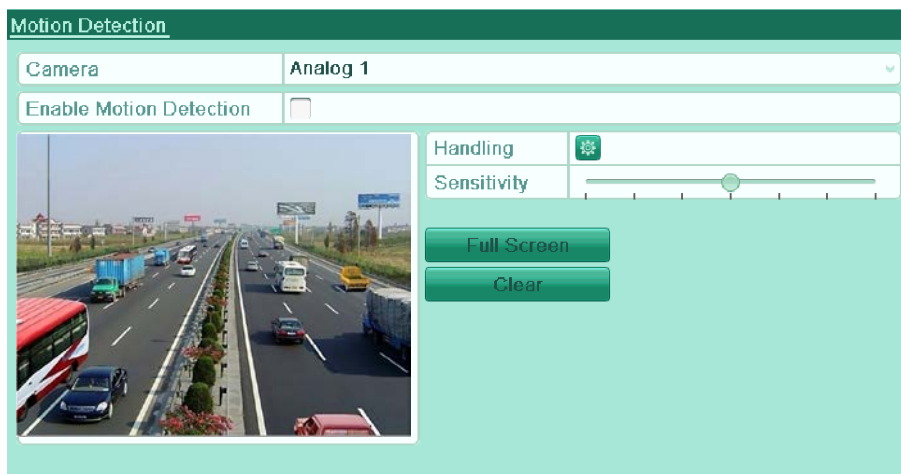 Motion Detection
Camera
Analog 1
Enable Motion Detection
Handling
Sensitivity
Full Screen
Clear